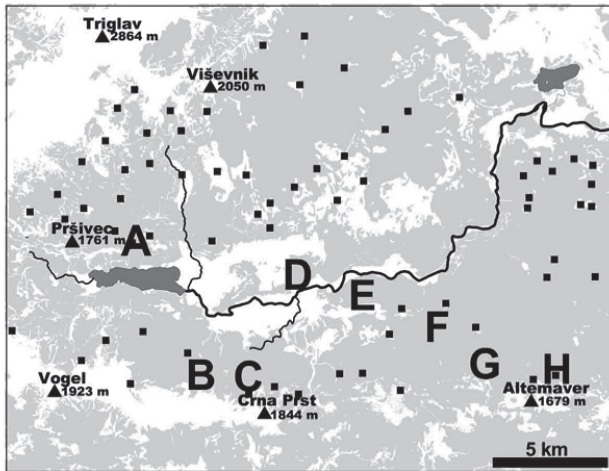 Triglav
2864 m
Viševnik
2050 m
Pršivec
1761 m
A
D
E
F
B
C
G
H
Vogel
1923 m
Črna Prst
1844 m
Altemaver
1679 m
5 km